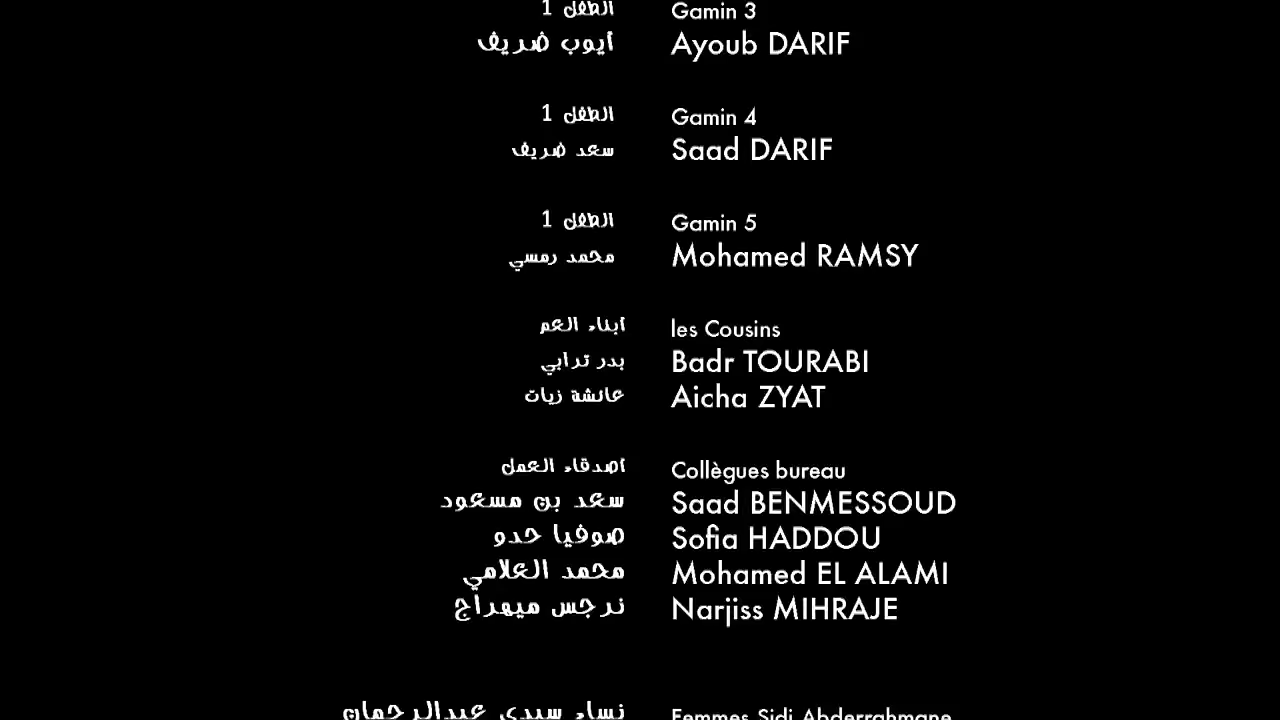 الطفل 1 Gamin 3
أيوب ضريف Ayoub DARIF
الطفل 1 Gamin 4
سعد ضريف Saad DARIF
الطفل 1 Gamin 5
محمد رمسي Mohamed RAMSY
أبناء العم les Cousins
بدر ترابي Badr TOURABI
عائشة زيات Aicha ZYAT
أصدقاء العمل Collègues bureau
سعد بن مسعود Saad BENMESSOUD
صوفيا حدو Sofia HADDOU
محمد العلامي Mohamed EL ALAMI
نرجس ميهراج Narjiss MIHRAJE
نساء سيدي عبدالرحمان Femmes Sidi Abderrahmane